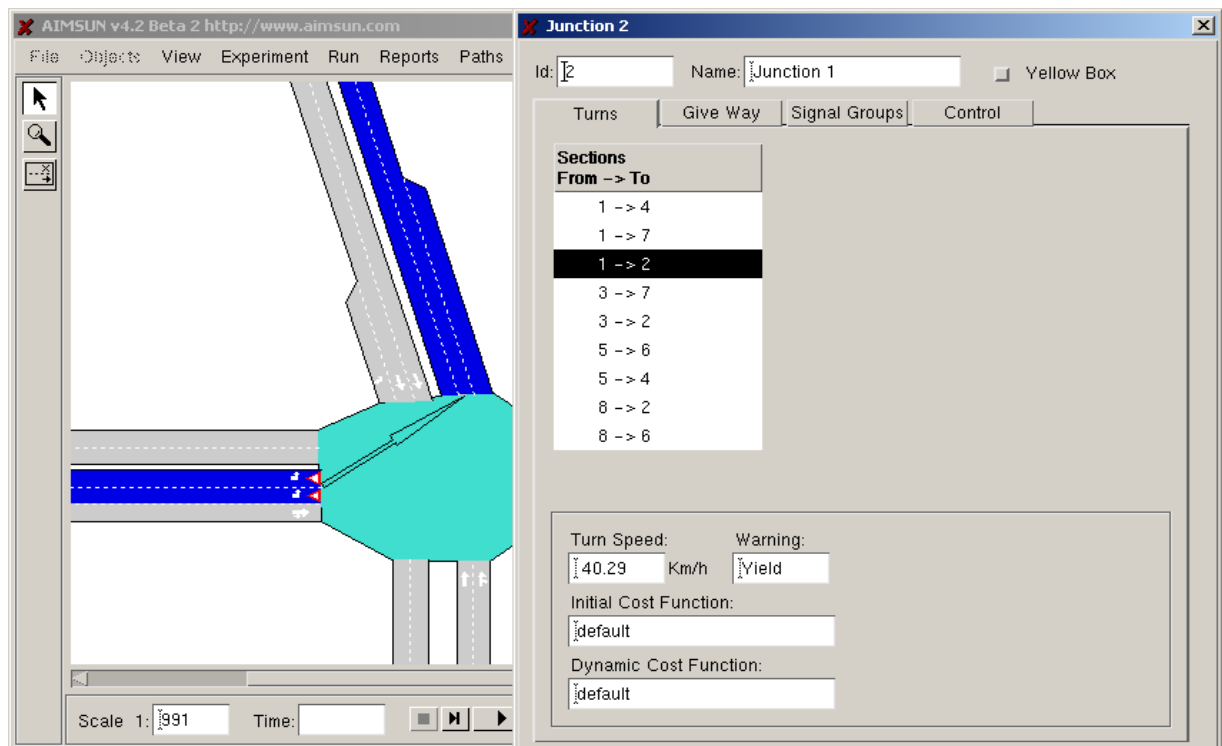 AIMSUN v4.2 Beta 2 http://www.aimsun.com
File Objects View Experiment Run Reports Paths
Scale 1: 991 Time:
Junction 2
Id: 2 Name: Junction 1 Yellow Box
Turns Give Way Signal Groups Control
Sections
From -> To
1 -> 4
1 -> 7
1 -> 2
3 -> 7
3 -> 2
5 -> 6
5 -> 4
8 -> 2
8 -> 6
Turn Speed: Warning:
40.29 Km/h Yield
Initial Cost Function:
default
Dynamic Cost Function:
default